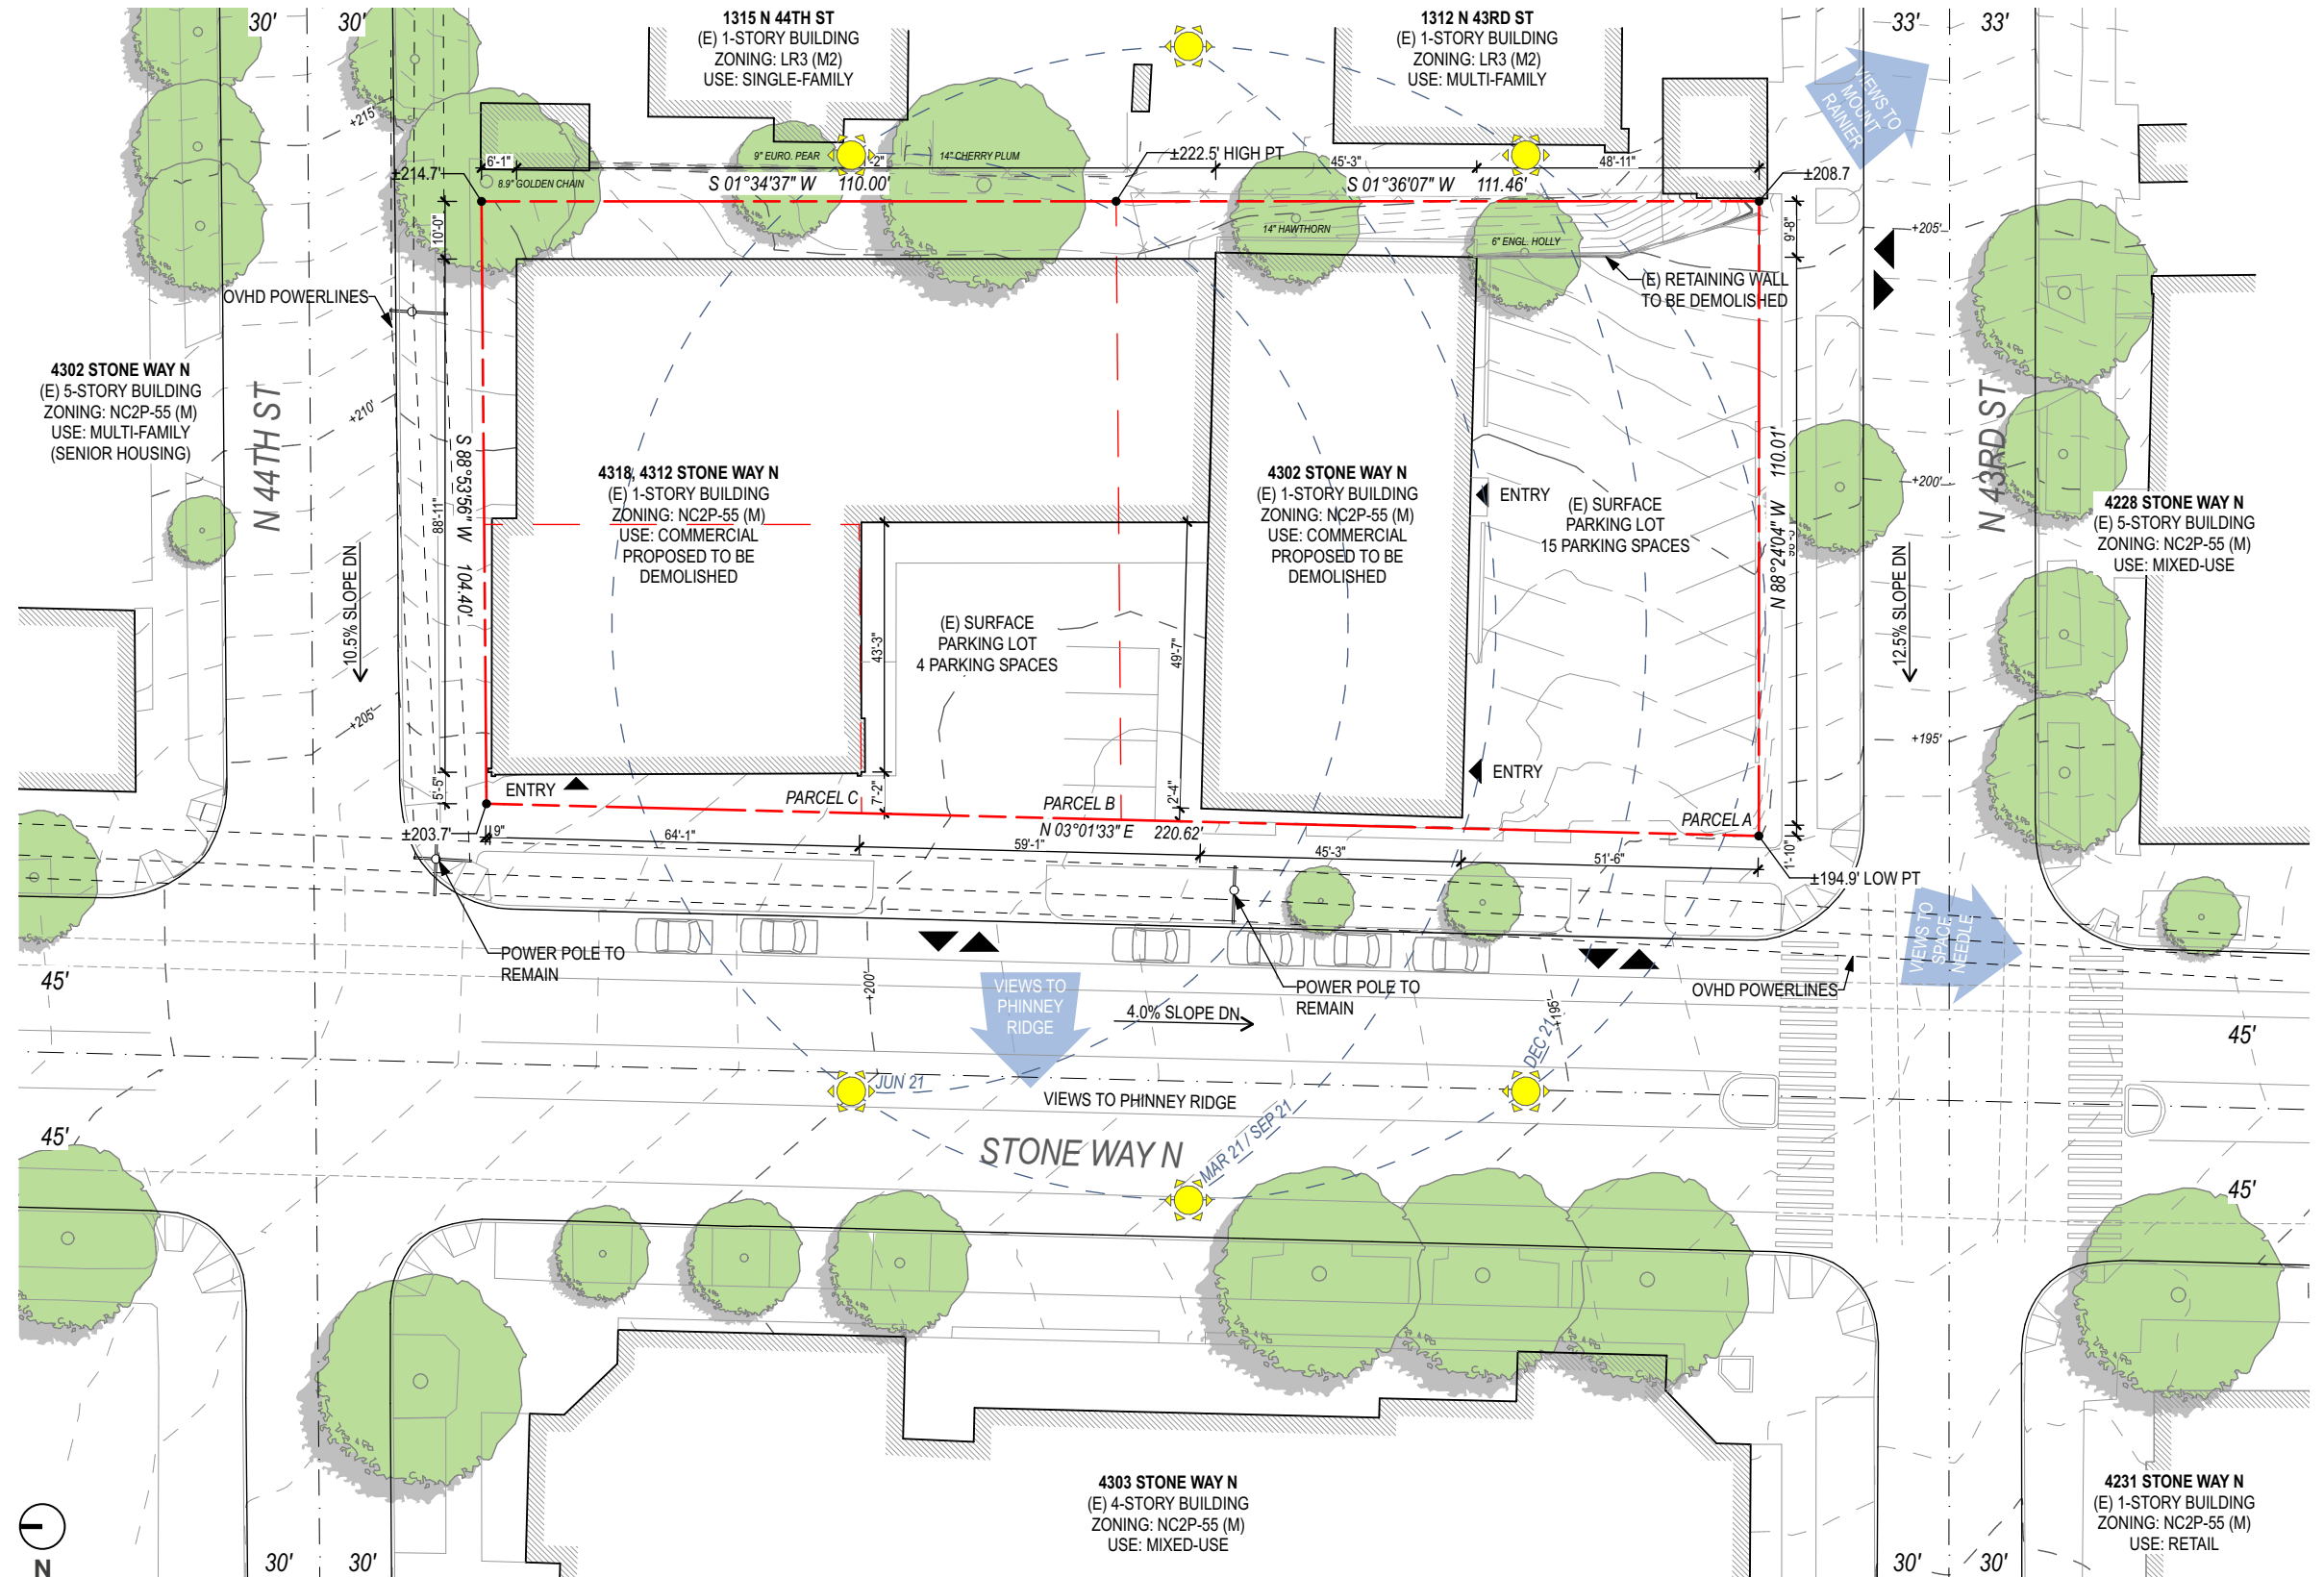 30'
30'
1315 N 44TH ST
(E) 1-STORY BUILDING
ZONING: LR3 (M2)
USE: SINGLE-FAMILY
1312 N 43RD ST
(E) 1-STORY BUILDING
ZONING: LR3 (M2)
USE: MULTI-FAMILY
33'
33'
VIEWS TO
MOUNT
RAINIER
+215'
6'-1"
9" EURO. PEAR
14" CHERRY PLUM
±222.5' HIGH PT
45'-3"
48'-11"
±214.7'
8.9" GOLDEN CHAIN
S 01°34'37" W 110.00'
S 01°36'07" W 111.46'
±208.7
10'-0"
14" HAWTHORN
6" ENGL. HOLLY
9'-8"
+205'
(E) RETAINING WALL
TO BE DEMOLISHED
OVHD POWERLINES
4302 STONE WAY N
(E) 5-STORY BUILDING
ZONING: NC2P-55 (M)
USE: MULTI-FAMILY
(SENIOR HOUSING)
N 44TH ST
+210'
S 88°53'56" W 104.40'
88'-11"
4318, 4312 STONE WAY N
(E) 1-STORY BUILDING
ZONING: NC2P-55 (M)
USE: COMMERCIAL
PROPOSED TO BE
DEMOLISHED
4302 STONE WAY N
(E) 1-STORY BUILDING
ZONING: NC2P-55 (M)
USE: COMMERCIAL
PROPOSED TO BE
DEMOLISHED
ENTRY
(E) SURFACE
PARKING LOT
15 PARKING SPACES
N 88°24'04" W 110.01'
N 43RD ST
+200'
4228 STONE WAY N
(E) 5-STORY BUILDING
ZONING: NC2P-55 (M)
USE: MIXED-USE
10.5% SLOPE DN
12.5% SLOPE DN
(E) SURFACE
PARKING LOT
4 PARKING SPACES
43'-3"
49'-7"
+205'
+195'
ENTRY
ENTRY
5'-5"
7'-2"
2'-4"
PARCEL C
PARCEL B
PARCEL A
±203.7'
9"
64'-1"
N 03°01'33" E 220.62'
59'-1"
45'-3"
51'-6"
1'-10"
±194.9' LOW PT
POWER POLE TO
REMAIN
45'
+200'
VIEWS TO
PHINNEY
RIDGE
POWER POLE TO
REMAIN
4.0% SLOPE DN
+195'
OVHD POWERLINES
VIEWS TO
SPACE
NEEDLE
45'
JUN 21
DEC 21
VIEWS TO PHINNEY RIDGE
MAR 21 / SEP 21
STONE WAY N
45'
45'
4303 STONE WAY N
(E) 4-STORY BUILDING
ZONING: NC2P-55 (M)
USE: MIXED-USE
4231 STONE WAY N
(E) 1-STORY BUILDING
ZONING: NC2P-55 (M)
USE: RETAIL
N
30'
30'
30'
30'